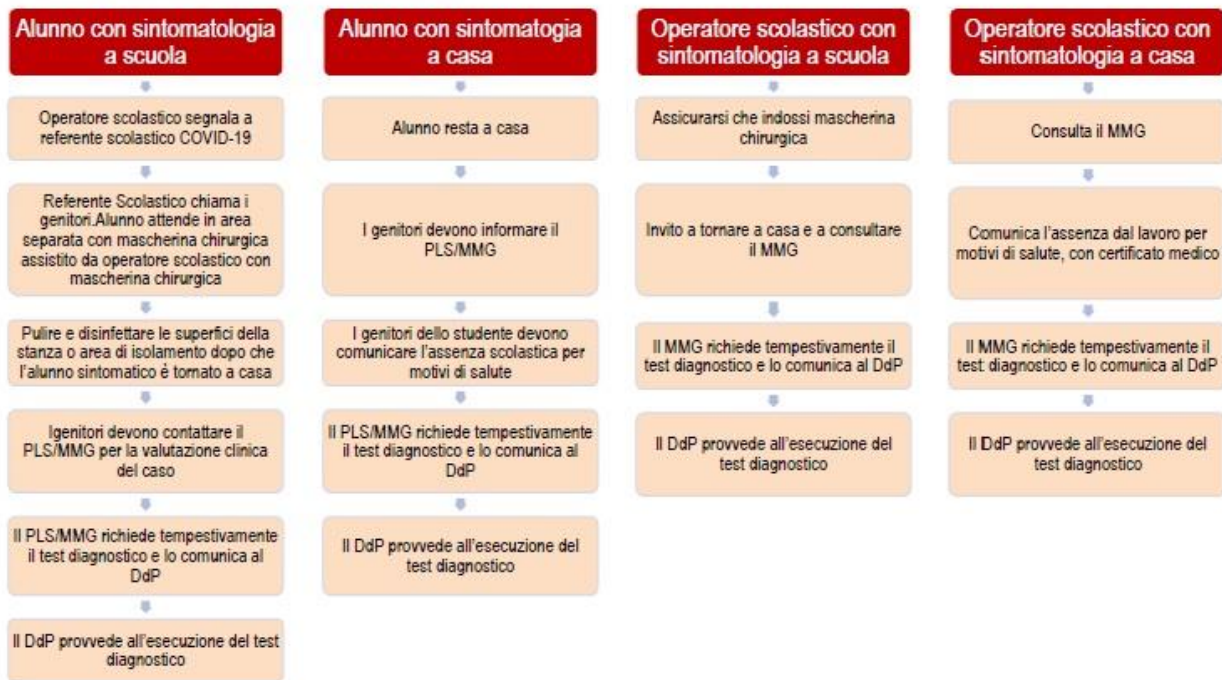 Alunno con sintomatologia
a scuola
Operatore scolastico segnala a
referente scolastico COVID-19
Referente Scolastico chiama i
genitori.Alunno attende in area
separata con mascherina chirurgica
assistito da operatore scolastico con
mascherina chirurgica
Pulire e disinfettare le superfici della
stanza o area di isolamento dopo che
l'alunno sintomatico è tornato a casa
Igenitori devono contattare il
PLS/MMG per la valutazione clinica
del caso
Il PLS/MMG richiede tempestivamente
il test diagnostico e lo comunica al
DdP
Il DdP provvede all'esecuzione del test
diagnostico
Alunno con sintomatogia
a casa
Alunno resta a casa
I genitori devono informare il
PLS/MMG
I genitori dello studente devono
comunicare l'assenza scolastica per
motivi di salute
Il PLS/MMG richiede tempestivamente
il test diagnostico e lo comunica al
DdP
Il DdP provvede all'esecuzione del
test diagnostico
Operatore scolastico con
sintomatologia a scuola
Assicurarsi che indossi mascherina
chirurgica
Invito a tornare a casa e a consultare
il MMG
Il MMG richiede tempestivamente il
test diagnostico e lo comunica al DdP
Il DdP provvede all'esecuzione del
test diagnostico
Operatore scolastico con
sintomatologia a casa
Consulta il MMG
Comunica l'assenza dal lavoro per
motivi di salute, con certificato medico
Il MMG richiede tempestivamente il
test diagnostico e lo comunica al DdP
Il DdP provvede all'esecuzione del
test diagnostico